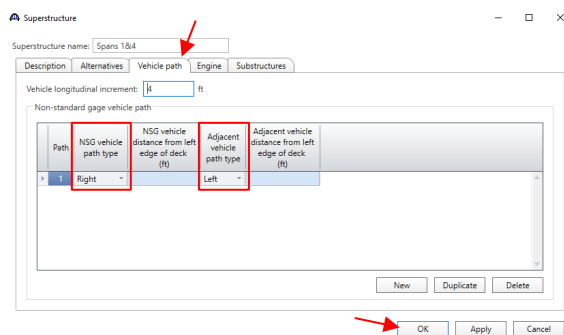 Superstructure
Superstructure name: Spans 1&4
Description Alternatives Vehicle path Engine Substructures
Vehicle longitudinal increment: 4 ft
Non-standard gage vehicle path
Path
NSG vehicle
path type
NSG vehicle
distance from left
edge of deck
(ft)
Adjacent
vehicle
path type
Adjacent vehicle
distance from left
edge of deck
(ft)
1 Right Left
New Duplicate Delete
OK Apply Cancel